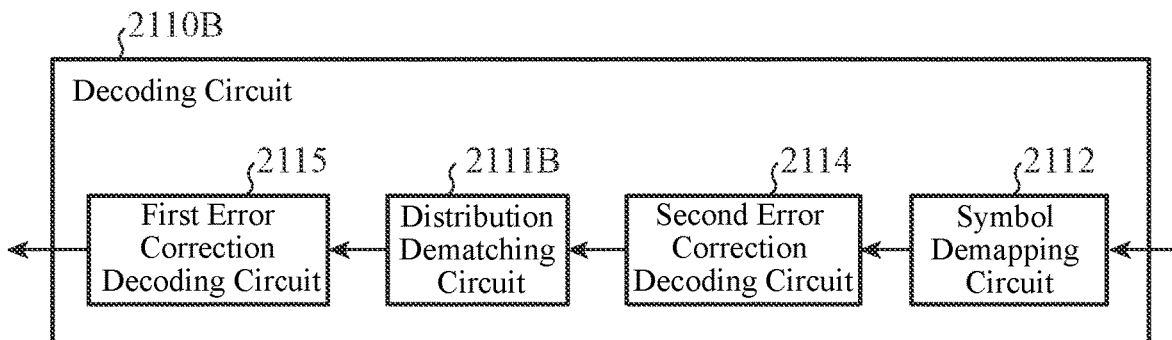 2110B
Decoding Circuit
2115
2111B
2114
2112
First Error
Correction
Decoding Circuit
Distribution
Dematching
Circuit
Second Error
Correction
Decoding Circuit
Symbol
Demapping
Circuit